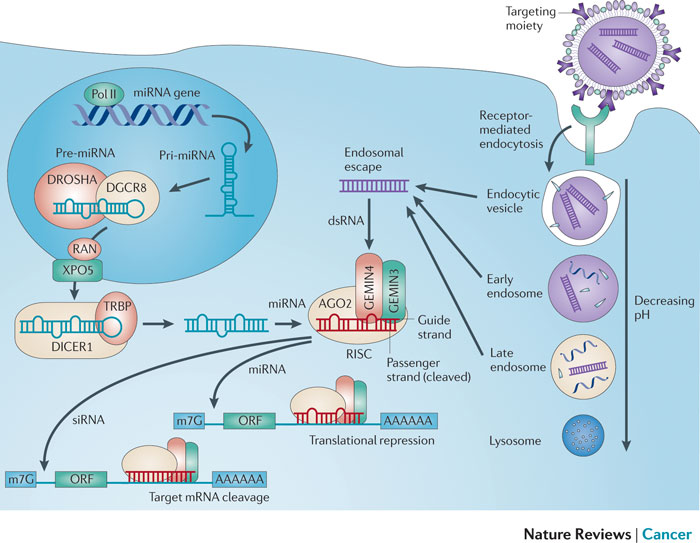 Targeting
moiety
Pol II
miRNA gene
Receptor-
mediated
endocytosis
Pre-miRNA
Pri-miRNA
DROSHA
DGCR8
Endosomal
escape
Endocytic
vesicle
dsRNA
RAN
XPO5
Early
endosome
Decreasing
pH
TRBP
DICER1
miRNA
AGO2
GEMIN4
GEMIN3
Guide
strand
RISC
Passenger
strand (cleaved)
Late
endosome
miRNA
siRNA
m7G
ORF
AAAAAA
Translational repression
Lysosome
m7G
ORF
AAAAAA
Target mRNA cleavage
Nature Reviews | Cancer